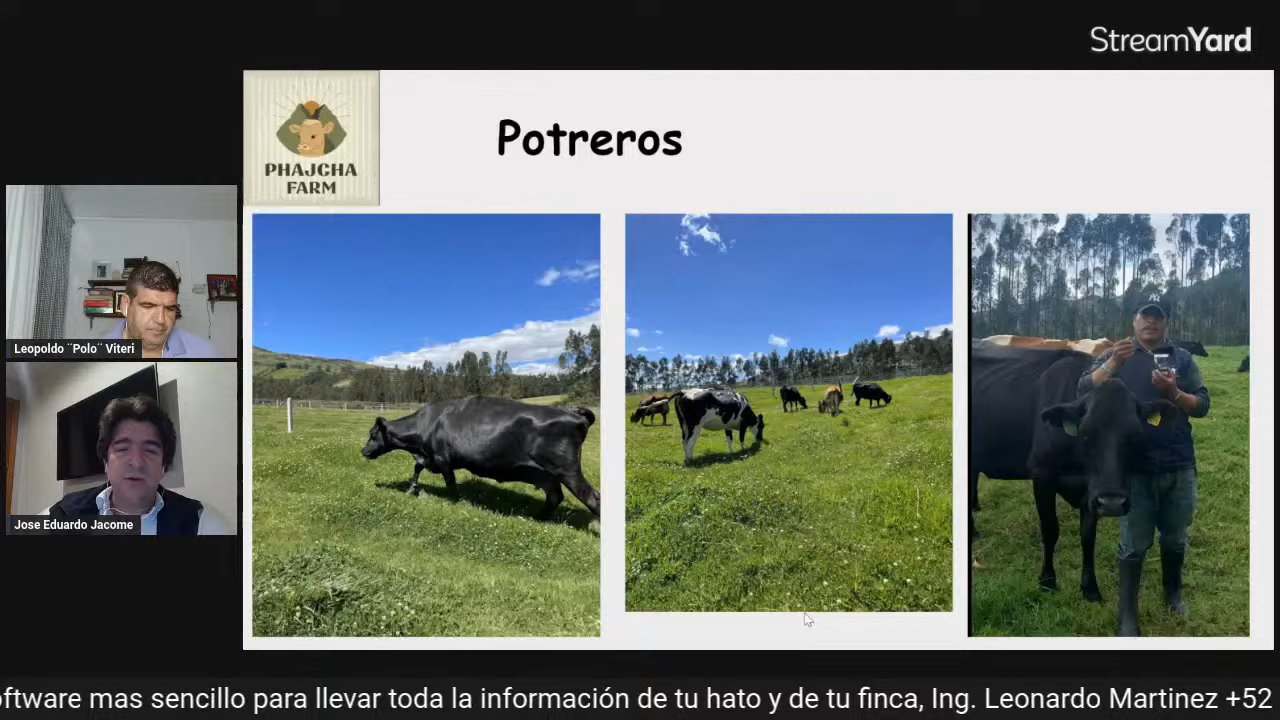 StreamYard
PHAJCHA
FARM
Potreros
Leopoldo ¨Polo¨ Viteri
Jose Eduardo Jacome
oftware mas sencillo para llevar toda la información de tu hato y de tu finca, Ing. Leonardo Martinez +52